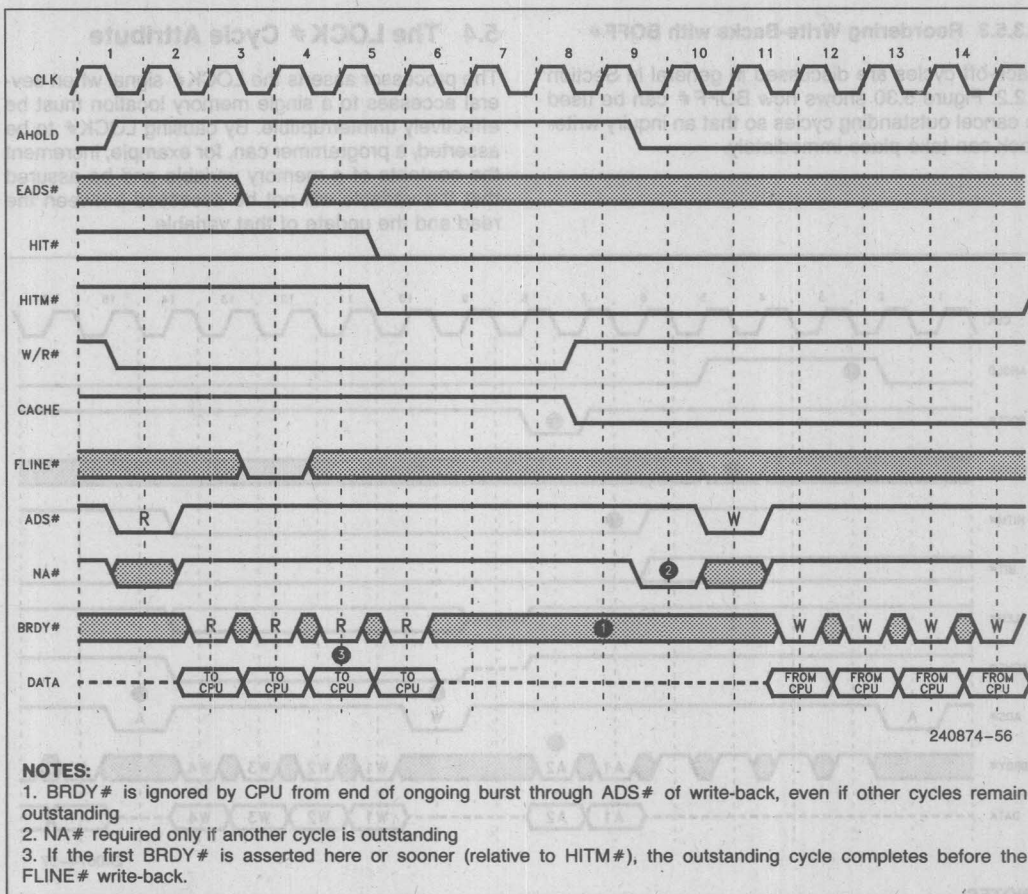 1 2 3 4 5 6 7 8 9 10 11 12 13 14
CLK
AHOLD
EADS#
HIT#
HITM#
W/R#
CACHE
FLINE#
ADS# R W
NA# 2
BRDY# R R R R 1 W W W W
3
DATA TO CPU TO CPU TO CPU TO CPU FROM CPU FROM CPU FROM CPU FROM CPU
240874-56
NOTES:
1. BRDY# is ignored by CPU from end of ongoing burst through ADS# of write-back, even if other cycles remain
outstanding
2. NA# required only if another cycle is outstanding
3. If the first BRDY# is asserted here or sooner (relative to HITM#), the outstanding cycle completes before the
FLINE# write-back.